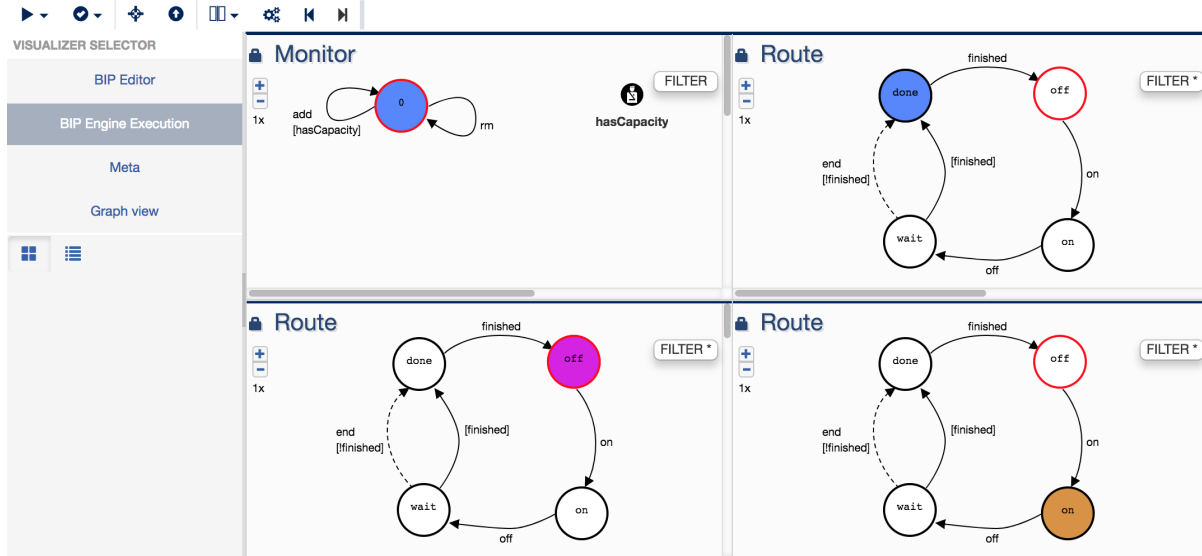 VISUALIZER SELECTOR
BIP Editor
BIP Engine Execution
Meta
Graph view
Monitor
FILTER
+
−
1x
0
add
[hasCapacity]
rm
hasCapacity
Route
FILTER *
+
−
1x
finished
done
off
end
[!finished]
[finished]
on
wait
on
off
Route
FILTER *
+
−
1x
finished
done
off
end
[!finished]
[finished]
on
wait
on
off
Route
FILTER *
+
−
1x
finished
done
off
end
[!finished]
[finished]
on
wait
on
off